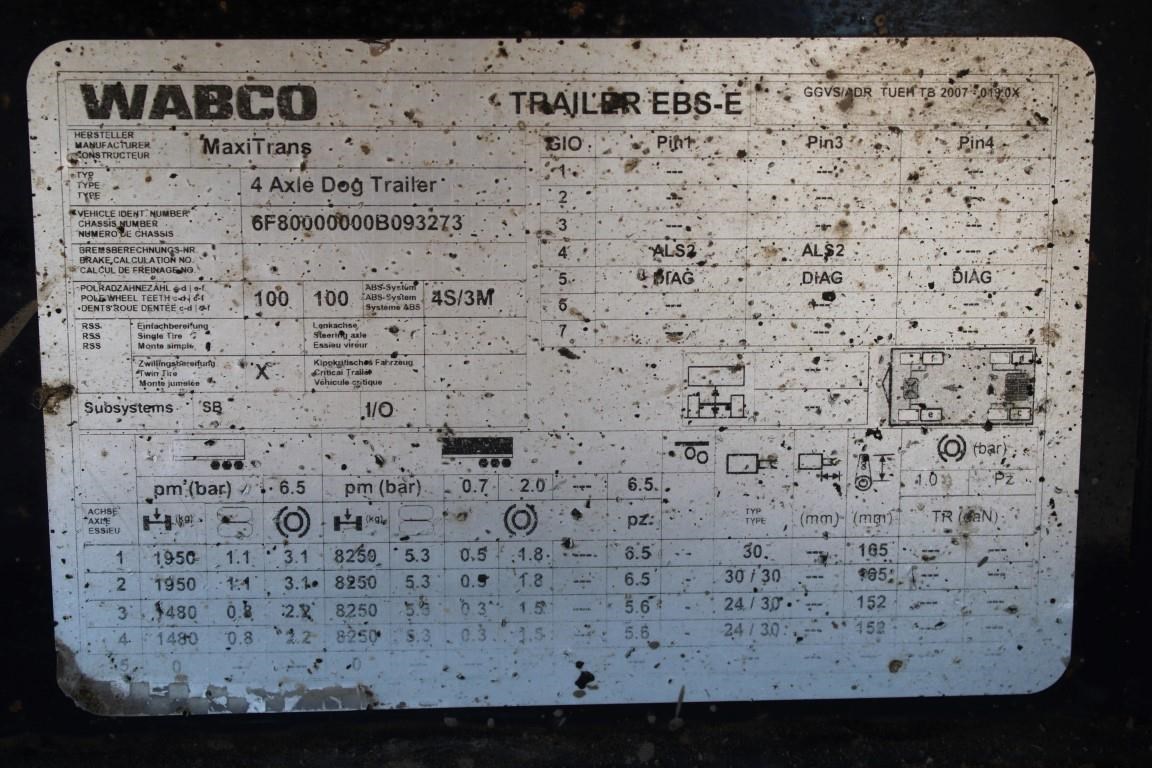 WABCO TRAILER EBS-E GGVS/ADR TUEH TB 2007 - 019.0X
HERSTELLER
MANUFACTURER
CONSTRUCTEUR
MaxiTrans
TYP
TYPE
TYPE
4 Axle Dog Trailer
VEHICLE IDENT. NUMBER
CHASSIS NUMBER
NUMERO DE CHASSIS
6F80000000B093273
BREMSBERECHNUNGS-NR.
BRAKE CALCULATION NO.
CALCUL DE FREINAGE NO.
POLRADZAHNEZAHL c-d | e-f
POLE WHEEL TEETH c-d | e-f
DENTS ROUE DENTÉE c-d | e-f
100 100
ABS-System
ABS-System
Systeme ABS
4S/3M
RSS
RSS
RSS
Einfachbereifung
Single Tire
Monte simple
Lenkachse
Steering axle
Essieu vireur
Zwillingsbereifung
Twin Tire
Monte jumelée
X
Kippkritisches Fahrzeug
Critical Trailer
Véhicule critique
Subsystems SB I/O
GIO Pin1 Pin3 Pin4
1 --- --- ---
2 --- --- ---
3 --- --- ---
4 ALS2 ALS2 ---
5 DIAG DIAG DIAG
6 --- --- ---
7 --- --- ---
--- 
---
f d
e c
pm (bar) 6.5 pm (bar) 0.7 2.0 --- 6.5 (bar)
1.0 Pz
ACHSE
AXLE
ESSIEU
(kg) (kg) pz
TYP
TYPE
(mm) (mm) TR (daN)
1 1950 1.1 3.1 8250 5.3 0.5 1.8 --- 6.5 - 30 --- 165 --- ---
2 1950 1.1 3.1 8250 5.3 0.5 1.8 --- 6.5 - 30 / 30 --- 165 --- ---
3 1480 0.8 2.2 8250 5.3 0.3 1.5 --- 5.6 - 24 / 30 --- 152 --- ---
4 1480 0.8 2.2 8250 5.3 0.3 1.5 --- 5.6 - 24 / 30 --- 152 --- ---
5 0 --- --- 0